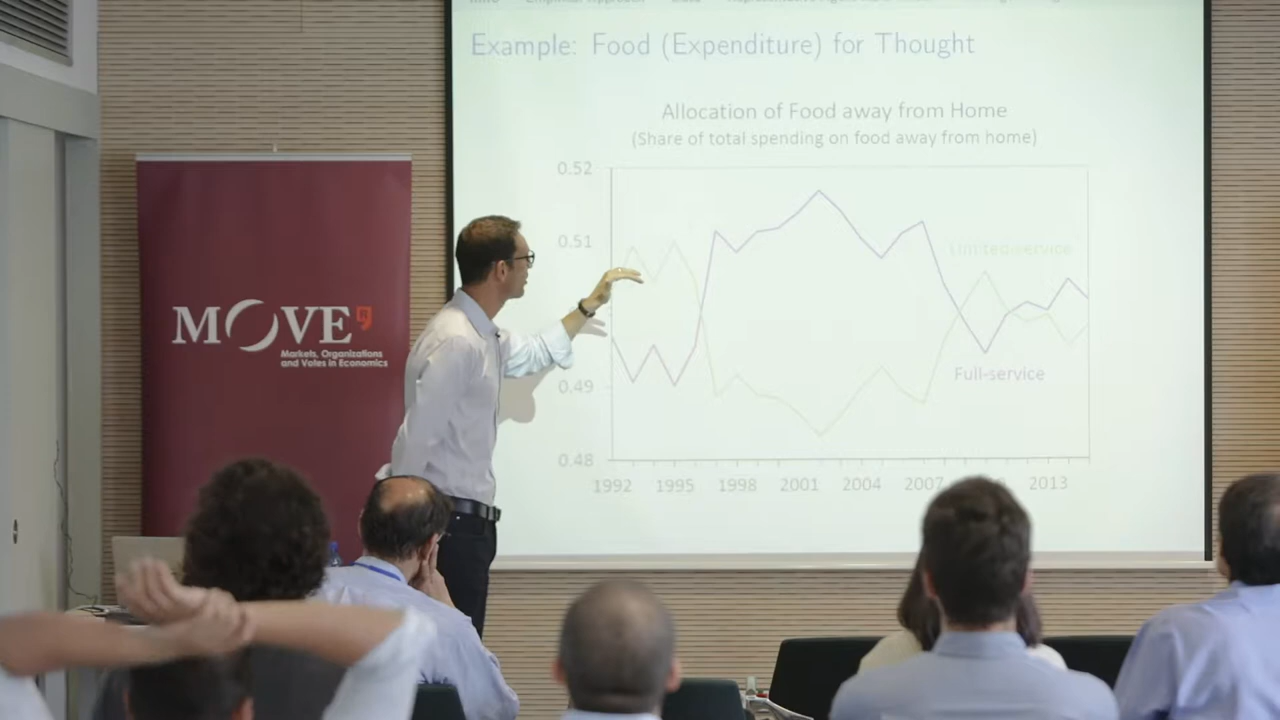 Example: Food (Expenditure) for Thought
Allocation of Food away from Home
(Share of total spending on food away from home)
0.52
0.51
0.49
0.48
Limited-service
Full-service
1992 1995 1998 2001 2004 2007 2013
MOVE
Markets, Organizations
and Votes in Economics